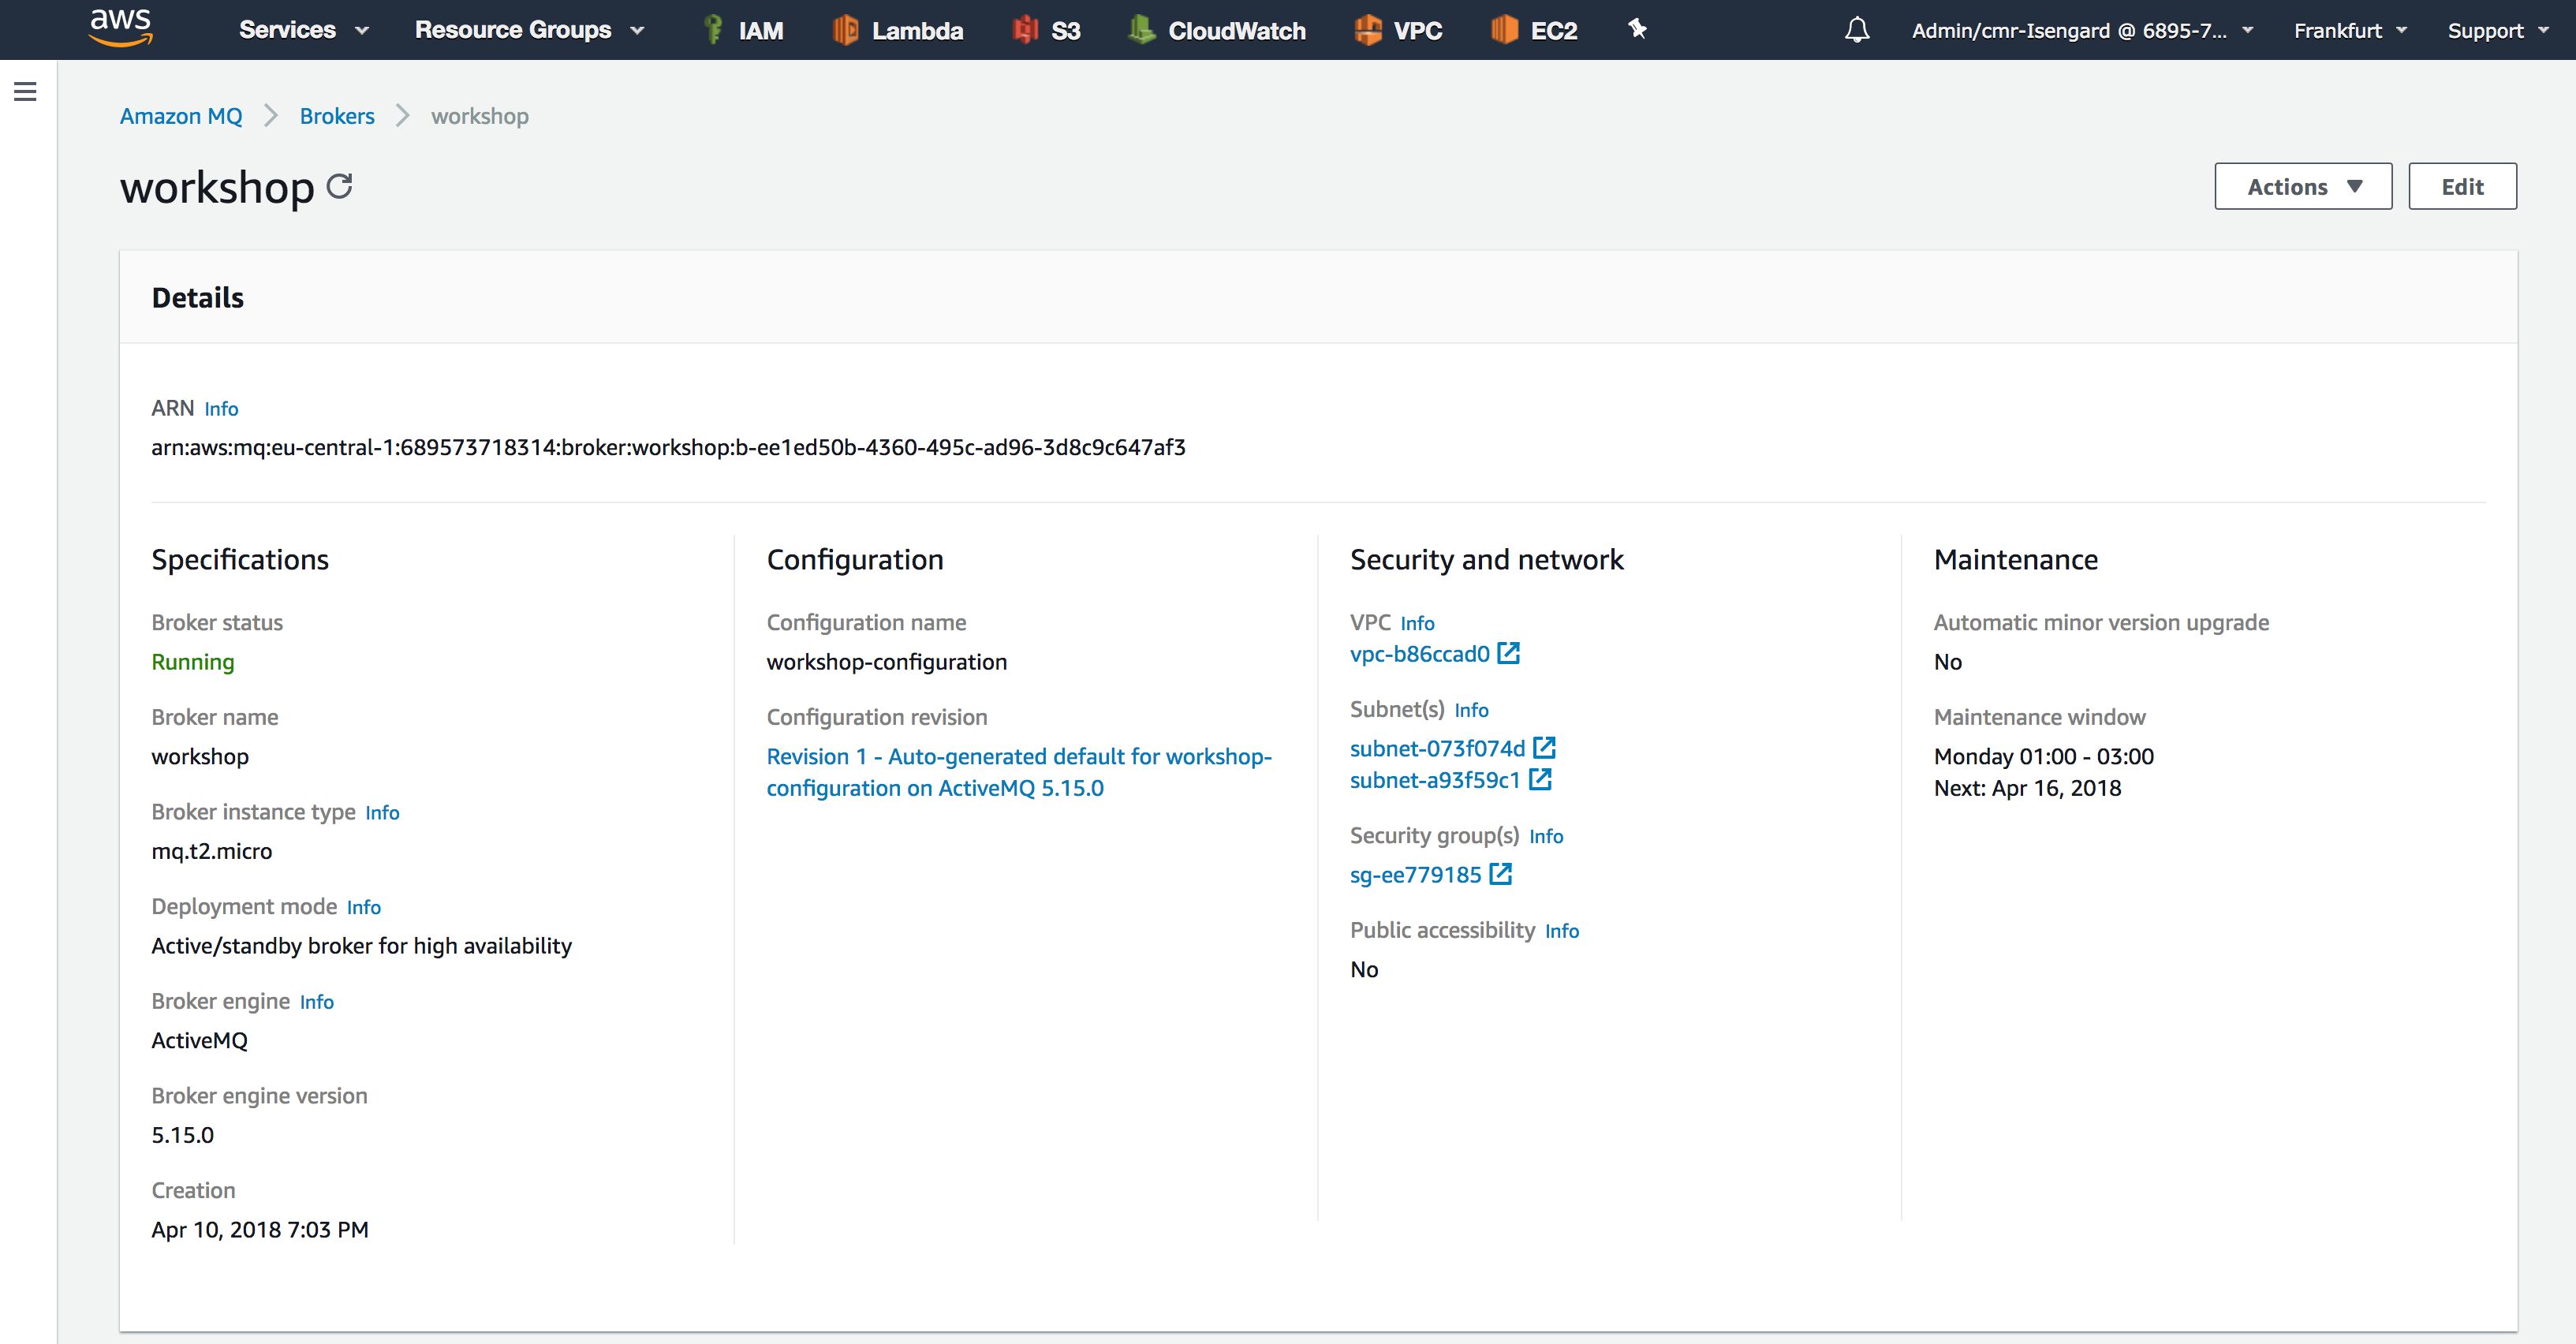 aws Services Resource Groups IAM Lambda S3 CloudWatch VPC EC2 Admin/cmr-Isengard @ 6895-7... Frankfurt Support
Amazon MQ Brokers workshop
workshop
Actions Edit
Details
ARN Info
arn:aws:mq:eu-central-1:689573718314:broker:workshop:b-ee1ed50b-4360-495c-ad96-3d8c9c647af3
Specifications
Broker status
Running
Broker name
workshop
Broker instance type Info
mq.t2.micro
Deployment mode Info
Active/standby broker for high availability
Broker engine Info
ActiveMQ
Broker engine version
5.15.0
Creation
Apr 10, 2018 7:03 PM
Configuration
Configuration name
workshop-configuration
Configuration revision
Revision 1 - Auto-generated default for workshop-
configuration on ActiveMQ 5.15.0
Security and network
VPC Info
vpc-b86ccad0
Subnet(s) Info
subnet-073f074d
subnet-a93f59c1
Security group(s) Info
sg-ee779185
Public accessibility Info
No
Maintenance
Automatic minor version upgrade
No
Maintenance window
Monday 01:00 - 03:00
Next: Apr 16, 2018